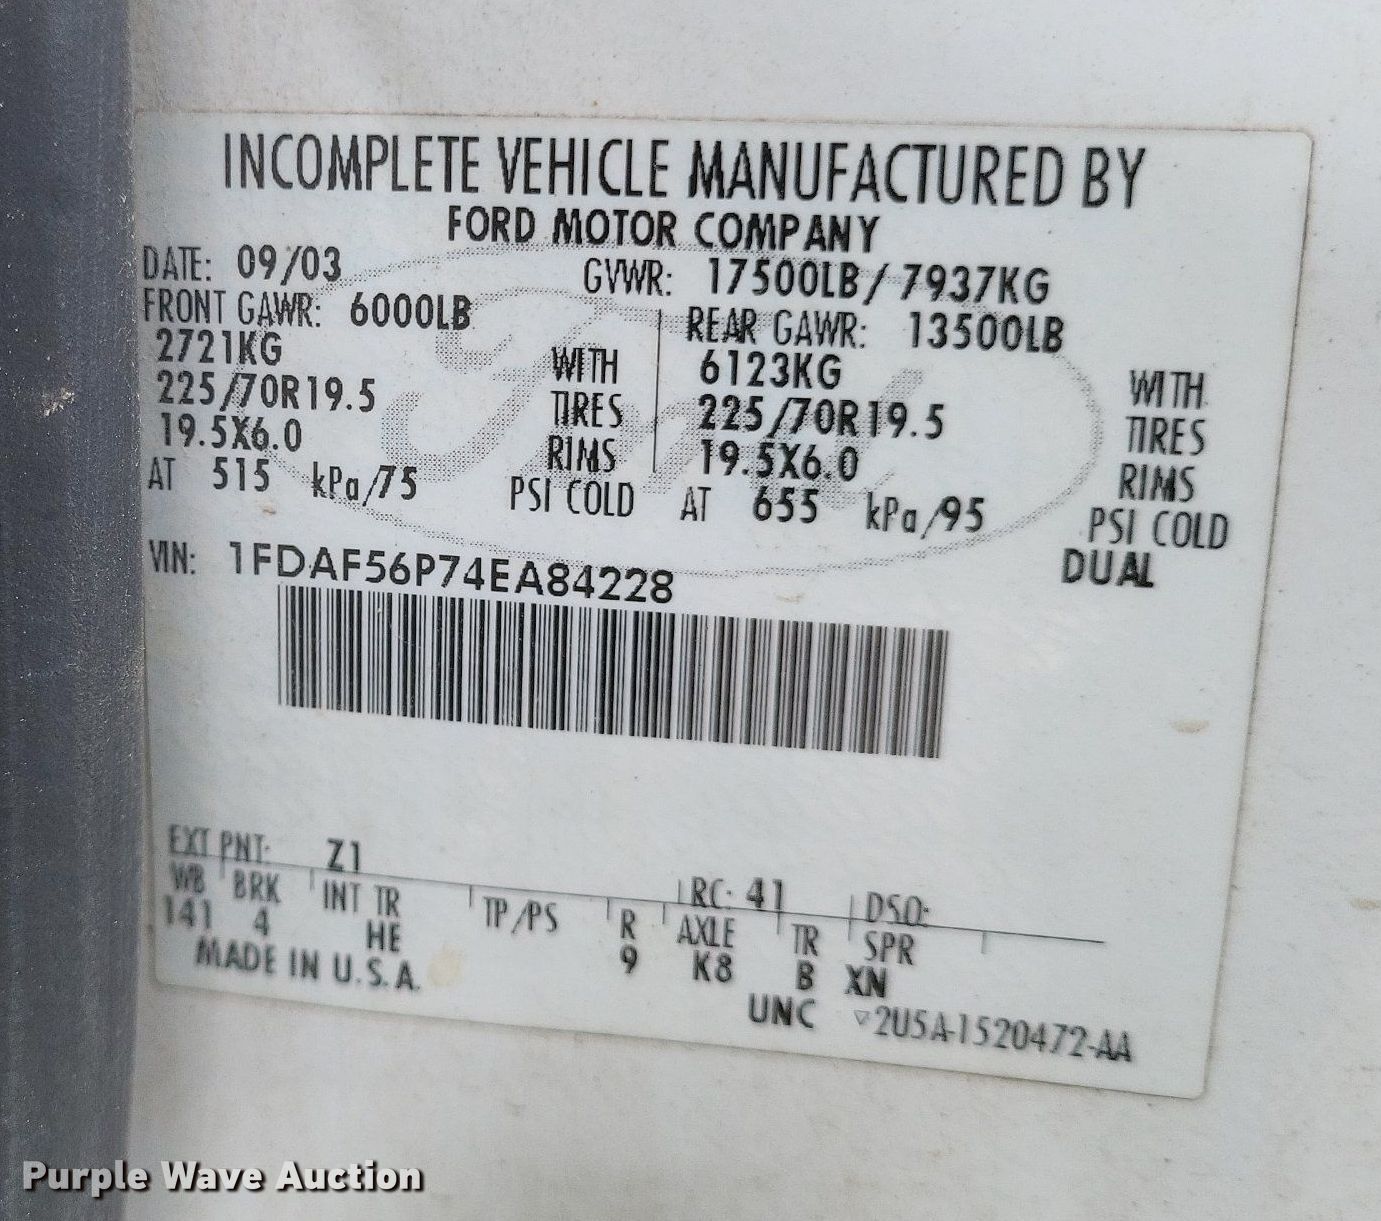 INCOMPLETE VEHICLE MANUFACTURED BY
FORD MOTOR COMPANY
DATE: 09/03 GVWR: 17500LB / 7937KG
FRONT GAWR: 6000LB REAR GAWR: 13500LB
2721KG WITH 6123KG WITH
225/70R19.5 TIRES 225/70R19.5 TIRES
19.5X6.0 RIMS 19.5X6.0 RIMS
AT 515 kPa/75 PSI COLD AT 655 kPa/95 PSI COLD
DUAL
VIN: 1FDAF56P74EA84228
EXT PNT: Z1 RC: 41 DSO:
WB BRK INT TR TP/PS R AXLE TR SPR
141 4 HE 9 K8 B XN
MADE IN U.S.A. UNC ▽2U5A-1520472-AA
Purple Wave Auction